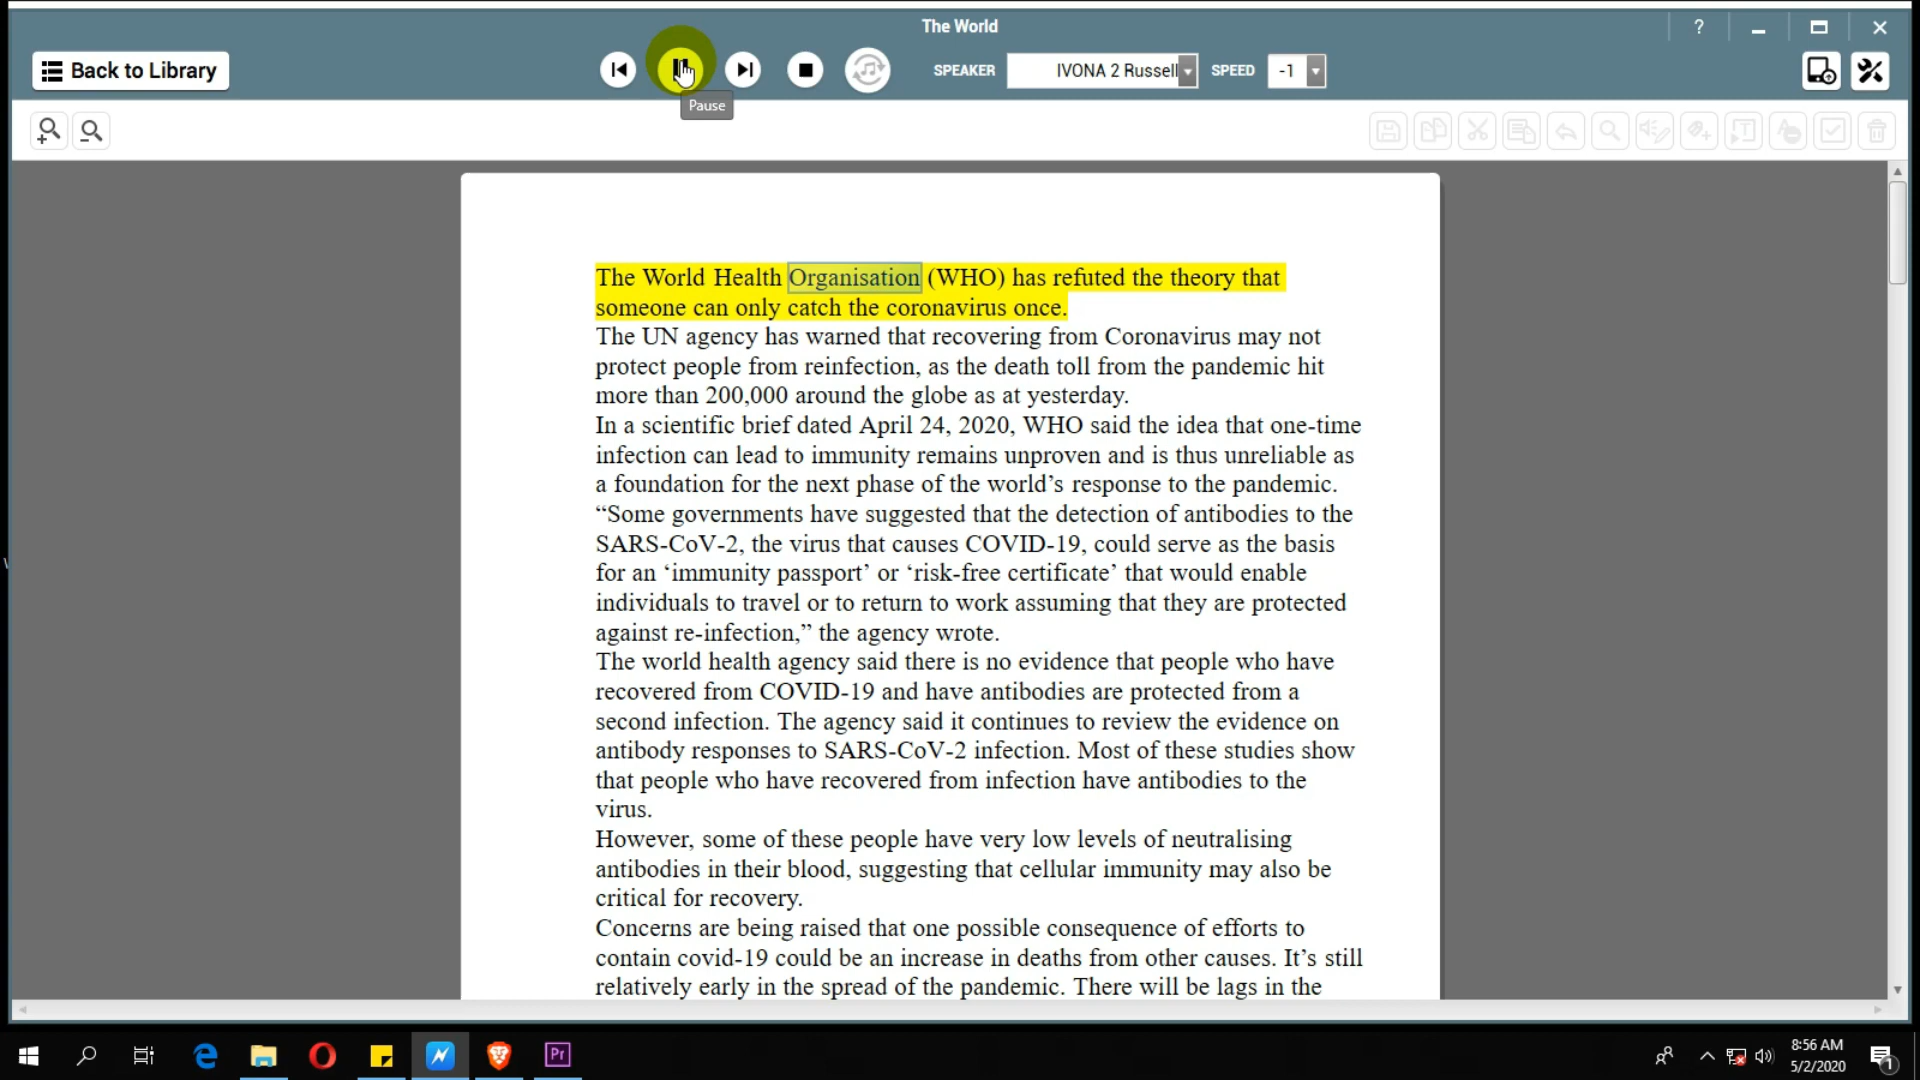 The World
?
Back to Library
SPEAKER
IVONA 2 Russell
SPEED
-1
Pause
The World Health Organisation (WHO) has refuted the theory that
someone can only catch the coronavirus once.
The UN agency has warned that recovering from Coronavirus may not
protect people from reinfection, as the death toll from the pandemic hit
more than 200,000 around the globe as at yesterday.
In a scientific brief dated April 24, 2020, WHO said the idea that one-time
infection can lead to immunity remains unproven and is thus unreliable as
a foundation for the next phase of the world’s response to the pandemic.
“Some governments have suggested that the detection of antibodies to the
SARS-CoV-2, the virus that causes COVID-19, could serve as the basis
for an ‘immunity passport’ or ‘risk-free certificate’ that would enable
individuals to travel or to return to work assuming that they are protected
against re-infection,” the agency wrote.
The world health agency said there is no evidence that people who have
recovered from COVID-19 and have antibodies are protected from a
second infection. The agency said it continues to review the evidence on
antibody responses to SARS-CoV-2 infection. Most of these studies show
that people who have recovered from infection have antibodies to the
virus.
However, some of these people have very low levels of neutralising
antibodies in their blood, suggesting that cellular immunity may also be
critical for recovery.
Concerns are being raised that one possible consequence of efforts to
contain covid-19 could be an increase in deaths from other causes. It’s still
relatively early in the spread of the pandemic. There will be lags in the
Pr
8:56 AM
5/2/2020
1